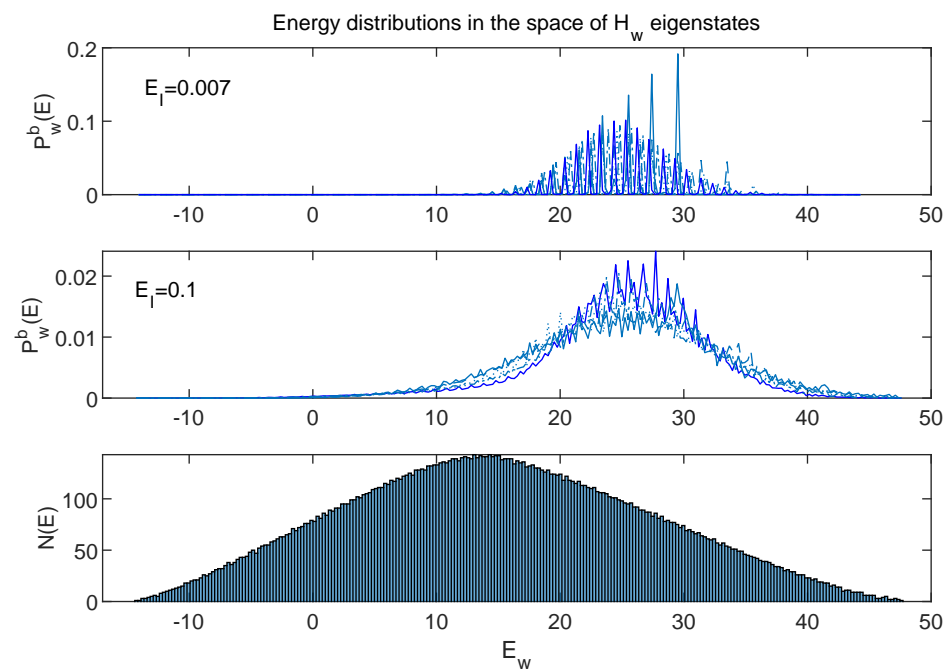 Energy distributions in the space of H_w eigenstates
0.2
0.1
0
P_w^b(E)
E_I=0.007
-10 0 10 20 30 40 50
0.02
0.01
0
P_w^b(E)
E_I=0.1
-10 0 10 20 30 40 50
100
50
0
N(E)
-10 0 10 20 30 40 50
E_w